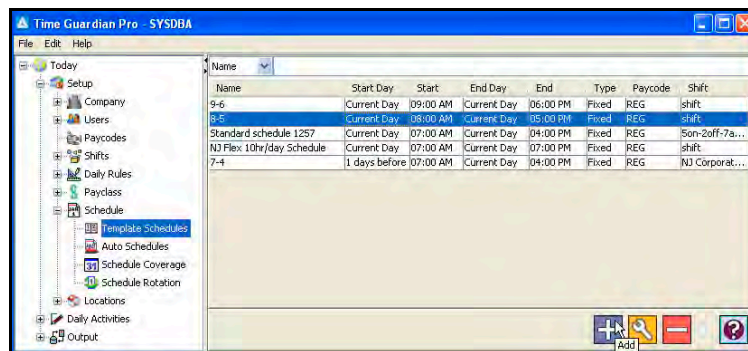 Time Guardian Pro - SYSDBA
File Edit Help
Today
Setup
Company
Users
Paycodes
Shifts
Daily Rules
Payclass
Schedule
Template Schedules
Auto Schedules
31 Schedule Coverage
Schedule Rotation
Locations
Daily Activities
Output
Name
Name Start Day Start End Day End Type Paycode Shift
9-6 Current Day 09:00 AM Current Day 06:00 PM Fixed REG shift
8-5 Current Day 08:00 AM Current Day 05:00 PM Fixed REG shift
Standard schedule 1257 Current Day 07:00 AM Current Day 04:00 PM Fixed REG 5on-2off-7a...
NJ Flex 10hr/day Schedule Current Day 07:00 AM Current Day 07:00 PM Fixed REG shift
7-4 1 days before 07:00 AM Current Day 04:00 PM Fixed REG NJ Corporat...
Add
?